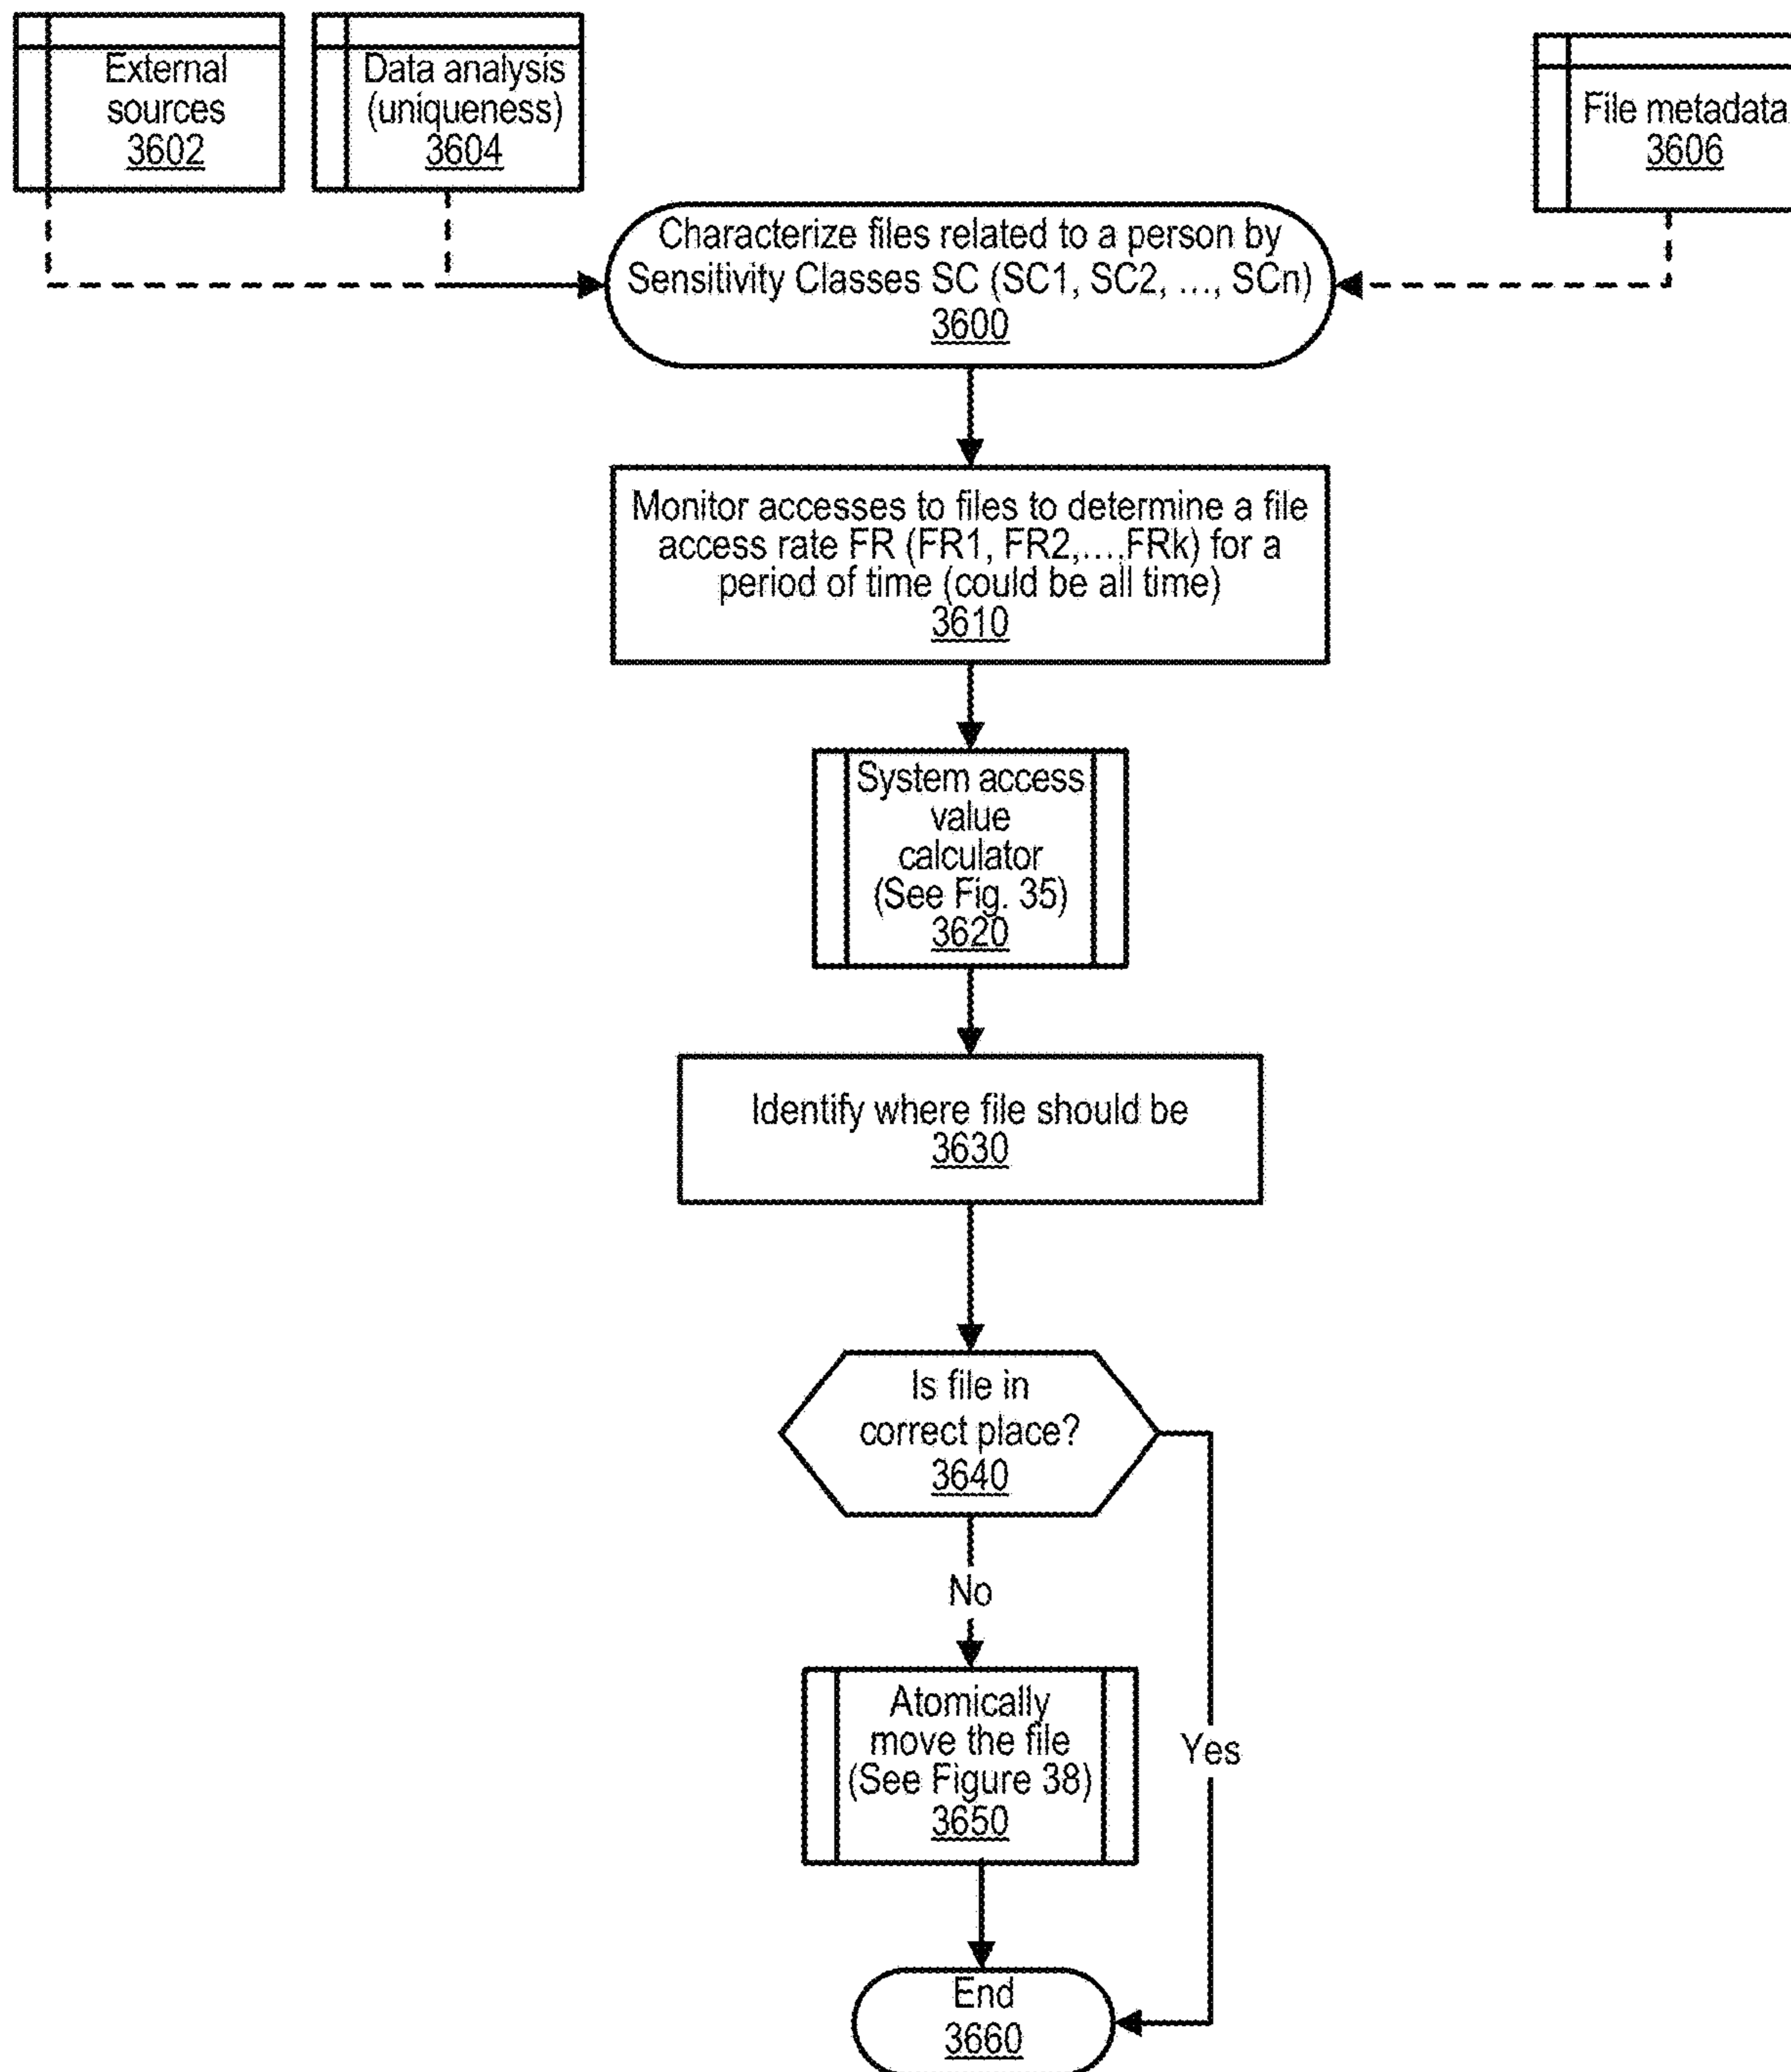 External
sources
3602
Data analysis
(uniqueness)
3604
File metadata
3606
Characterize files related to a person by
Sensitivity Classes SC (SC1, SC2, ..., SCn)
3600
Monitor accesses to files to determine a file
access rate FR (FR1, FR2,....FRk) for a
period of time (could be all time)
3610
System access
value
calculator
(See Fig. 35)
3620
Identify where file should be
3630
Is file in
correct place?
3640
No
Yes
Atomically
move the file
(See Figure 38)
3650
End
3660